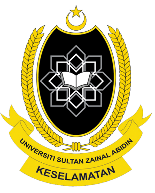 UNIVERSITI SULTAN ZAINAL ABIDIN
KESELAMATAN